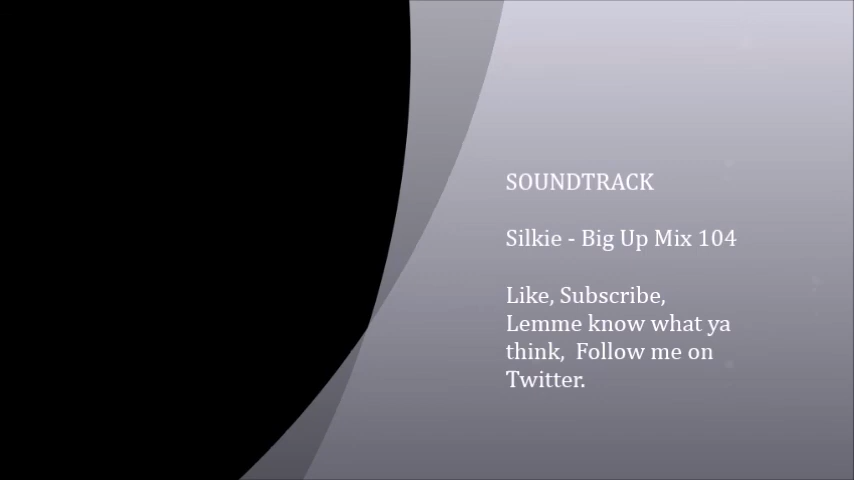 SOUNDTRACK
Silkie - Big Up Mix 104
Like, Subscribe,
Lemme know what ya
think,  Follow me on
Twitter.